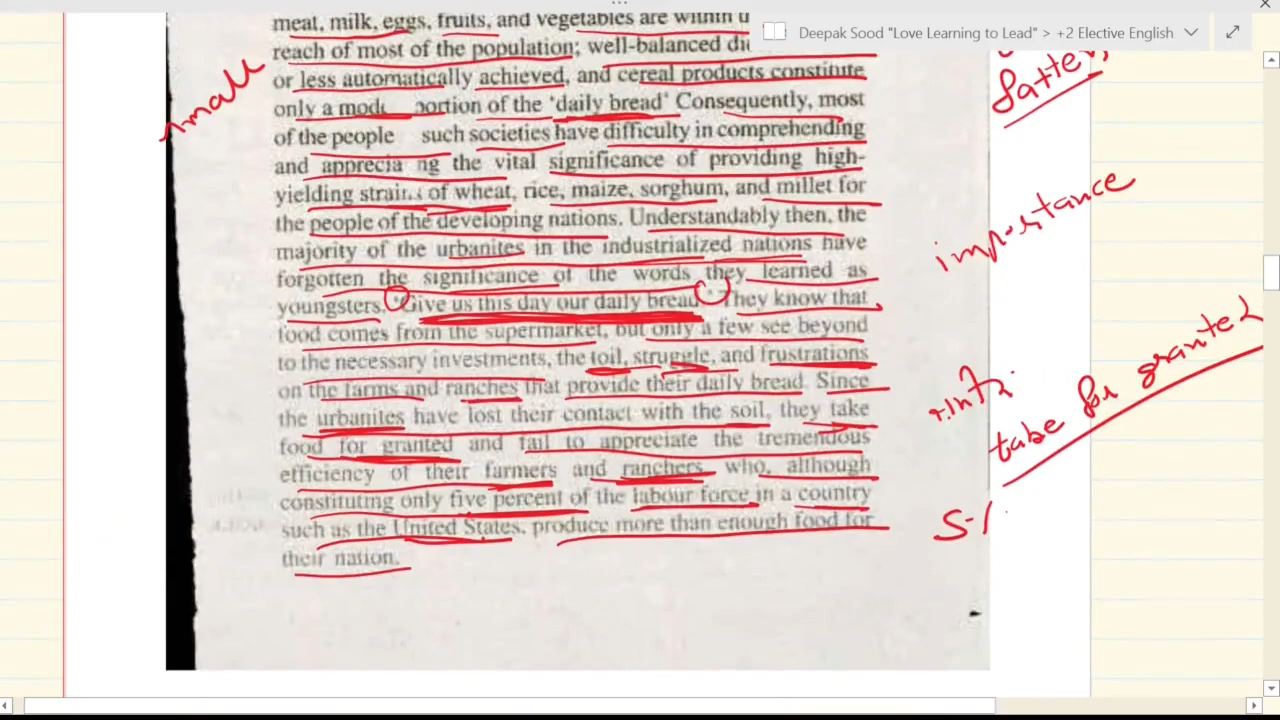 meat, milk, eggs, fruits, and vegetables are within
Deepak Sood "Love Learning to Lead" > +2 Elective English
reach of most of the population; well-balanced
or less automatically achieved, and cereal products constitute
only a portion of the 'daily bread' Consequently, most
of the people such societies have difficulty in comprehending
and the vital significance of providing high-
yielding strains of wheat, rice, maize, sorghum, and millet for
the people of the developing nations. Understandably then, the
majority of the urbanites in the industrialized nations have
forgotten the significance of the words they learned as
youngsters. 'Give us this day our daily bread' They know that
food comes from the supermarket, but only a few see beyond
to the necessary investments, the toil, struggle, and frustrations
on the farms and ranches that provide their daily bread. Since
the urbanites have lost their contact with the soil, they take
food for granted and fail to appreciate the tremendous
efficiency of their farmers and ranchers who, although
constituting only five percent of the labour force in a country
such as the United States, produce more than enough food for
their nation.
small
latter,
importance
take for granted